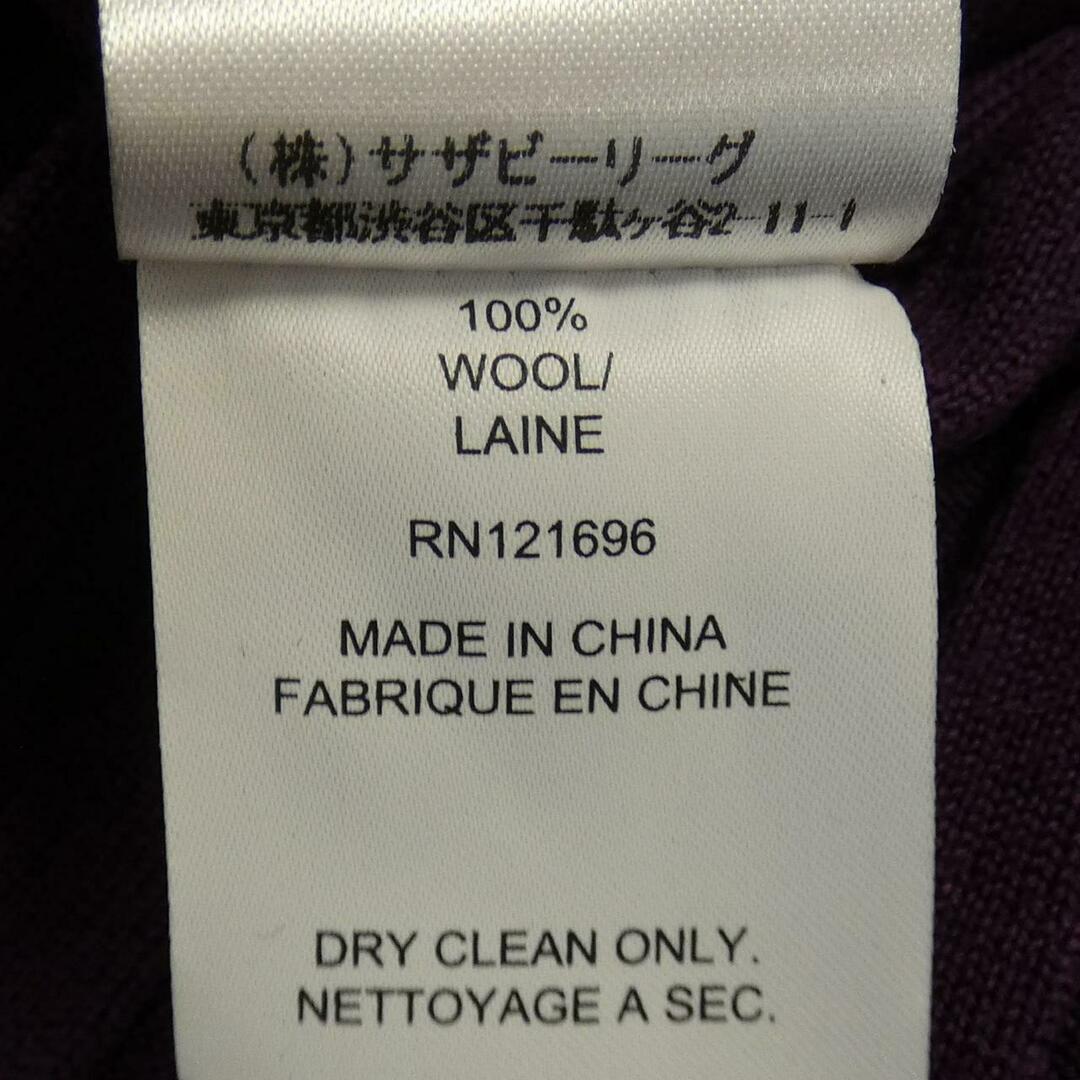 (株)サザビーリーグ
東京都渋谷区千駄ヶ谷2-11-1
100%
WOOL/
LAINE
RN121696
MADE IN CHINA
FABRIQUE EN CHINE
DRY CLEAN ONLY.
NETTOYAGE A SEC.